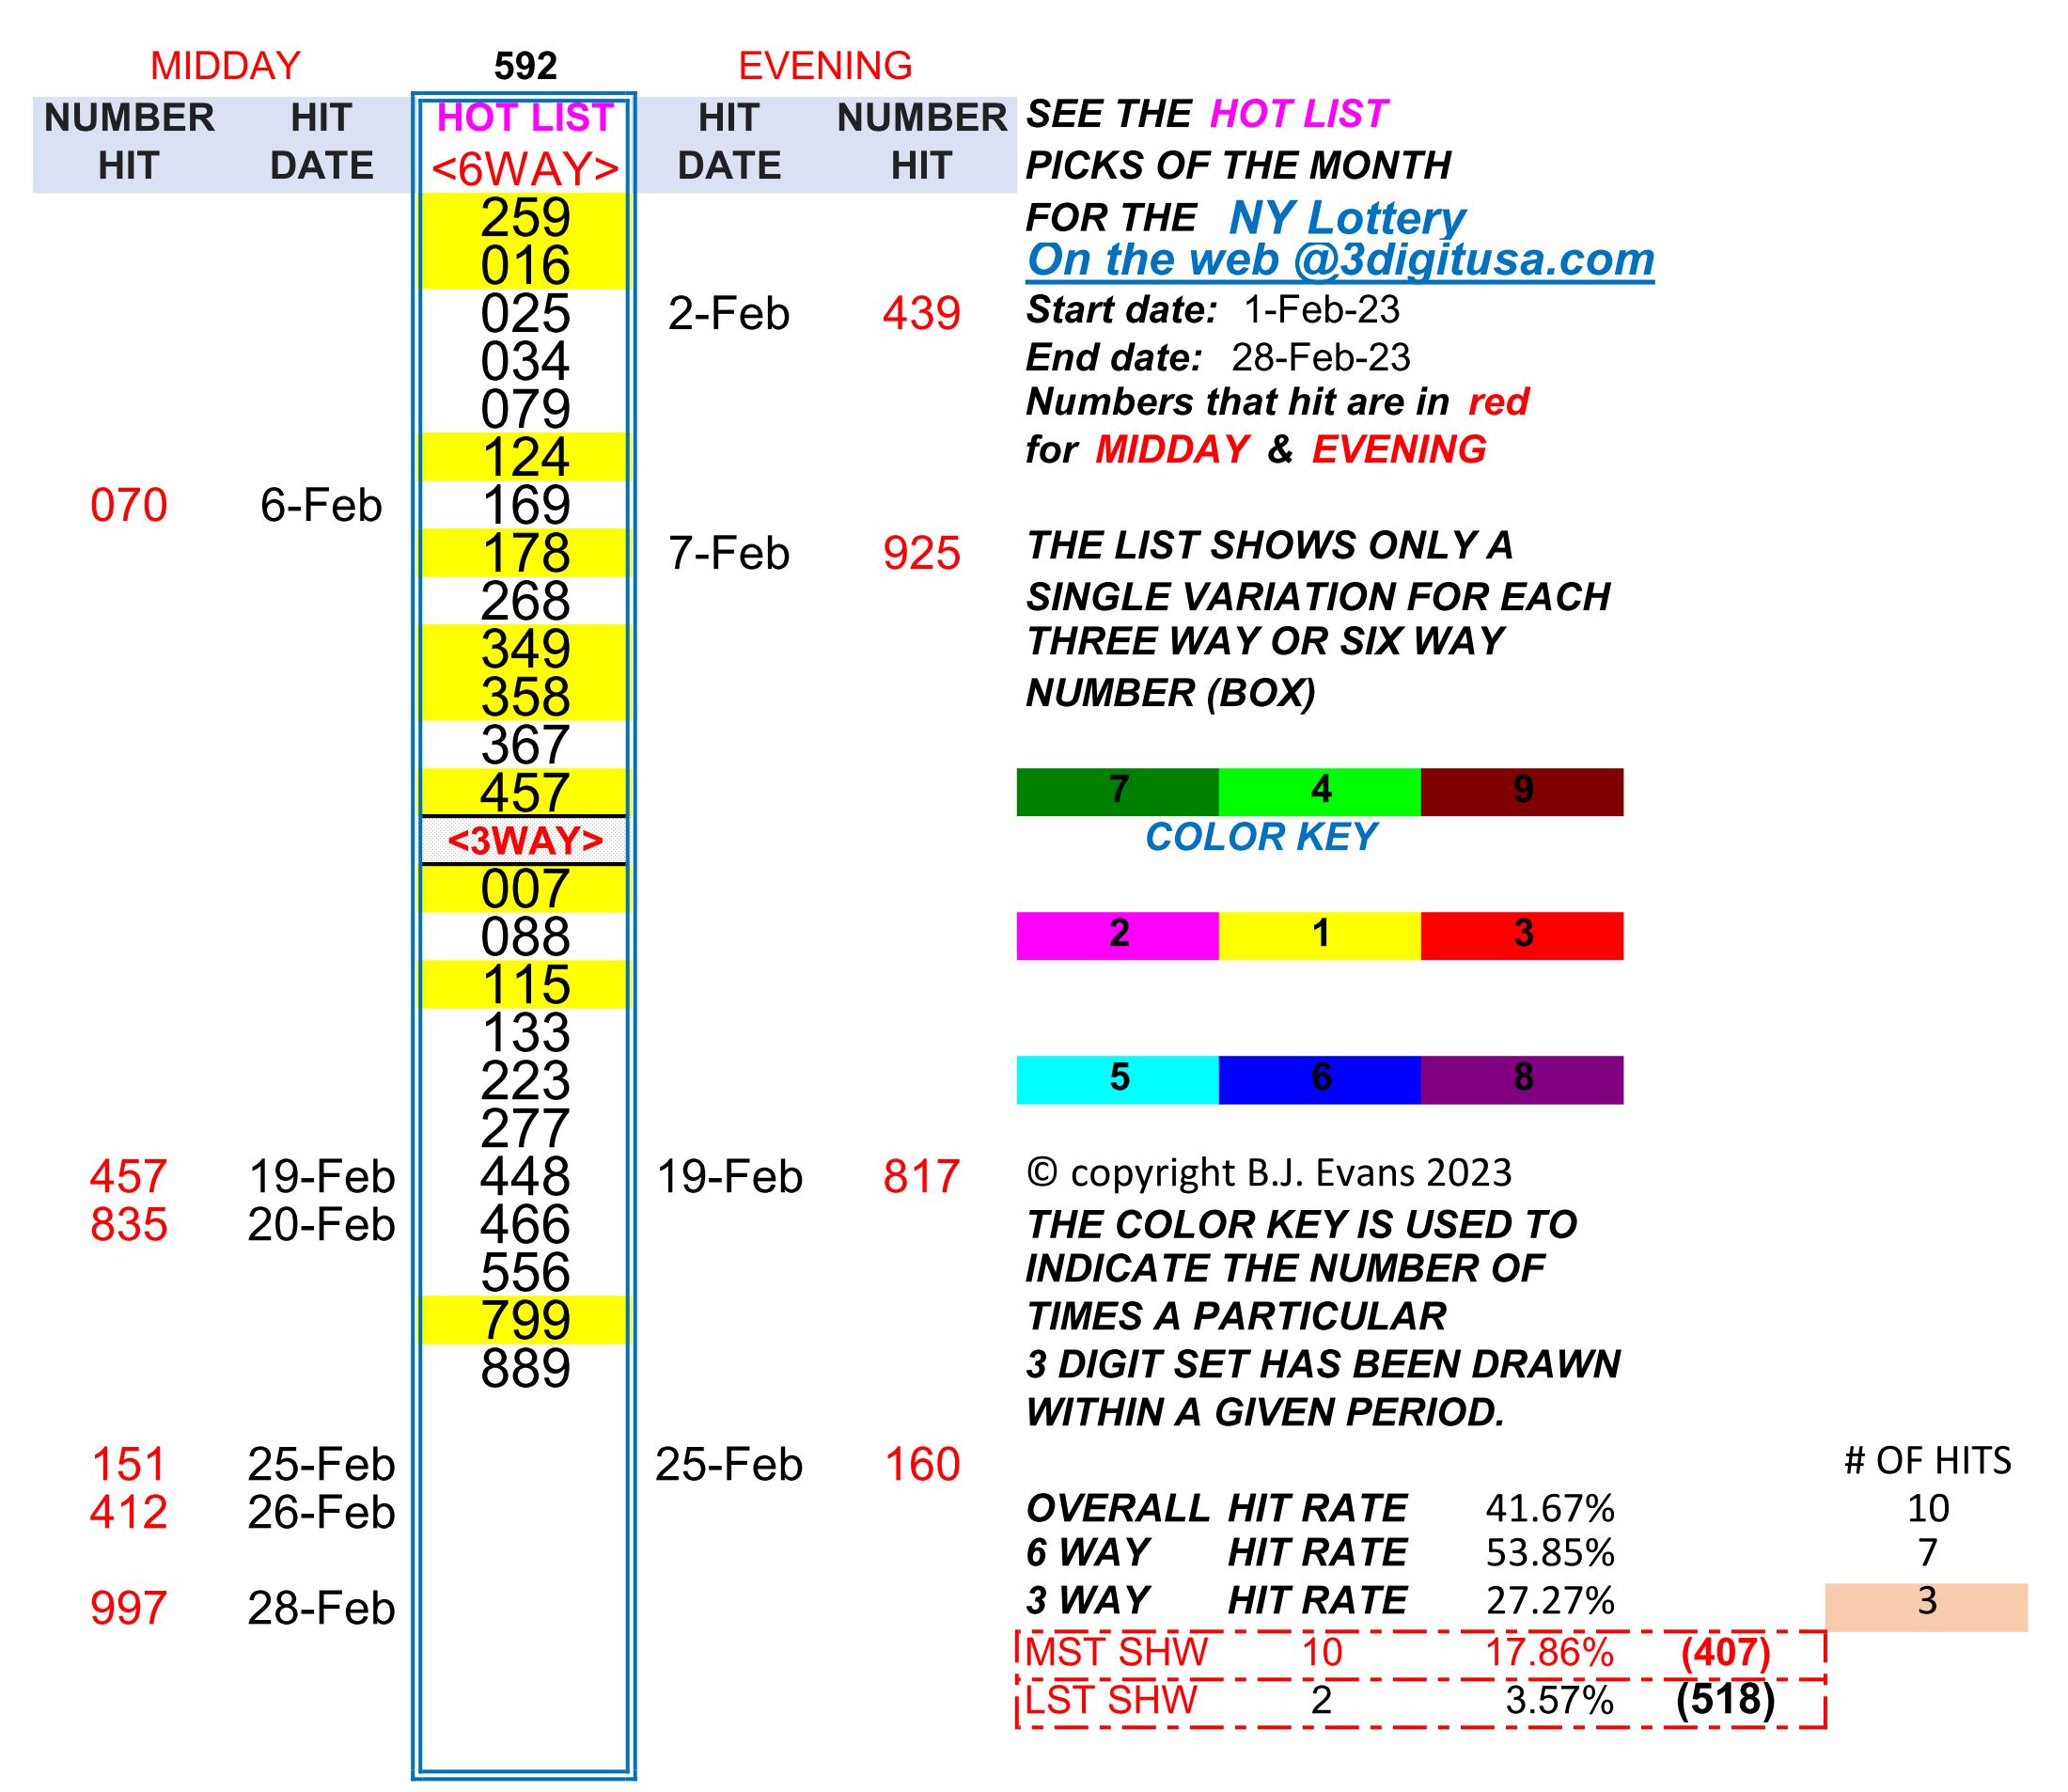 MIDDAY 592 EVENING
NUMBER HIT HOT LIST HIT NUMBER SEE THE HOT LIST
HIT DATE <6WAY> DATE HIT PICKS OF THE MONTH
259 FOR THE NY Lottery
016 On the web @3digitusa.com
025 2-Feb 439 Start date: 1-Feb-23
034 End date: 28-Feb-23
079 Numbers that hit are in red
124 for MIDDAY & EVENING
070 6-Feb 169
178 7-Feb 925 THE LIST SHOWS ONLY A
268 SINGLE VARIATION FOR EACH
349 THREE WAY OR SIX WAY
358 NUMBER (BOX)
367
457 7 4 9
<3WAY> COLOR KEY
007
088 2 1 3
115
133
223 5 6 8
277
457 19-Feb 448 19-Feb 817 © copyright B.J. Evans 2023
835 20-Feb 466 THE COLOR KEY IS USED TO
556 INDICATE THE NUMBER OF
799 TIMES A PARTICULAR
889 3 DIGIT SET HAS BEEN DRAWN
WITHIN A GIVEN PERIOD.
151 25-Feb 25-Feb 160 # OF HITS
412 26-Feb OVERALL HIT RATE 41.67% 10
6 WAY HIT RATE 53.85% 7
997 28-Feb 3 WAY HIT RATE 27.27% 3
MST SHW 10 17.86% (407)
LST SHW 2 3.57% (518)